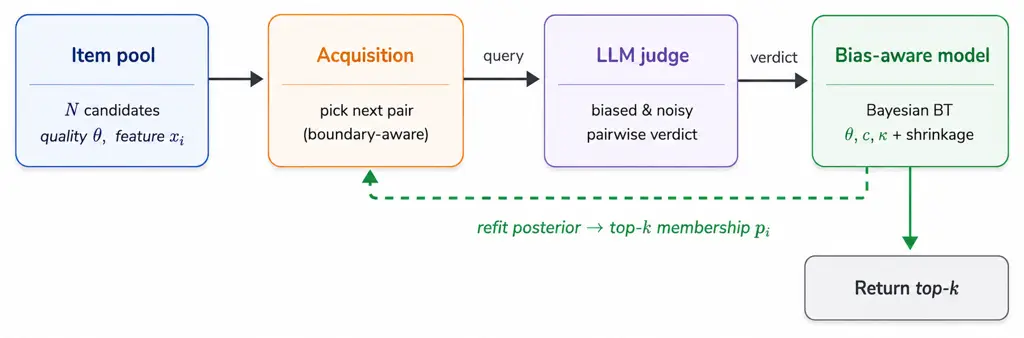 Item pool
N candidates
quality θ, feature xᵢ
Acquisition
pick next pair
(boundary-aware)
query
LLM judge
biased & noisy
pairwise verdict
verdict
Bias-aware model
Bayesian BT
θ, c, κ + shrinkage
refit posterior → top-k membership pᵢ
Return top-k